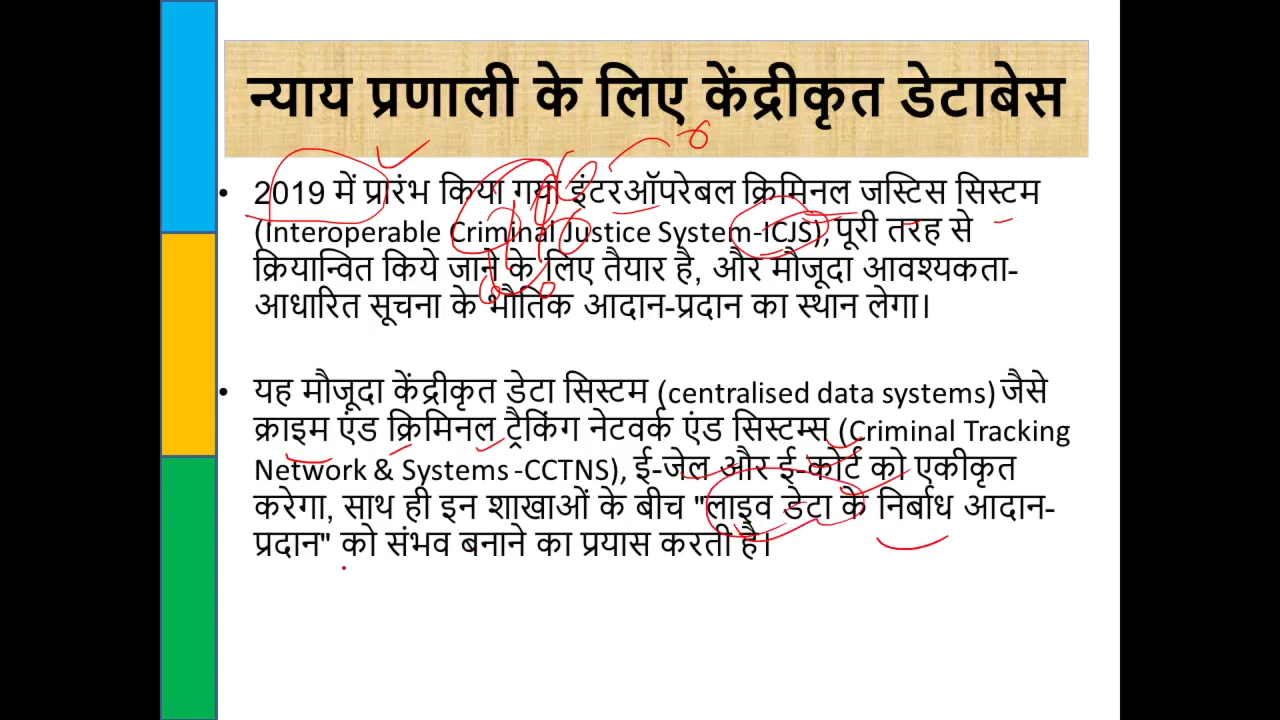 न्याय प्रणाली के लिए केंद्रीकृत डेटाबेस
• 2019 में प्रारंभ किया गया इंटरऑपरेबल क्रिमिनल जस्टिस सिस्टम
(Interoperable Criminal Justice System-ICJS), पूरी तरह से
क्रियान्वित किये जाने के लिए तैयार है, और मौजूदा आवश्यकता-
आधारित सूचना के भौतिक आदान-प्रदान का स्थान लेगा।
• यह मौजूदा केंद्रीकृत डेटा सिस्टम (centralised data systems) जैसे
क्राइम एंड क्रिमिनल ट्रैकिंग नेटवर्क एंड सिस्टम्स (Criminal Tracking
Network & Systems -CCTNS), ई-जेल और ई-कोर्ट को एकीकृत
करेगा, साथ ही इन शाखाओं के बीच "लाइव डेटा के निर्बाध आदान-
प्रदान" को संभव बनाने का प्रयास करती है।